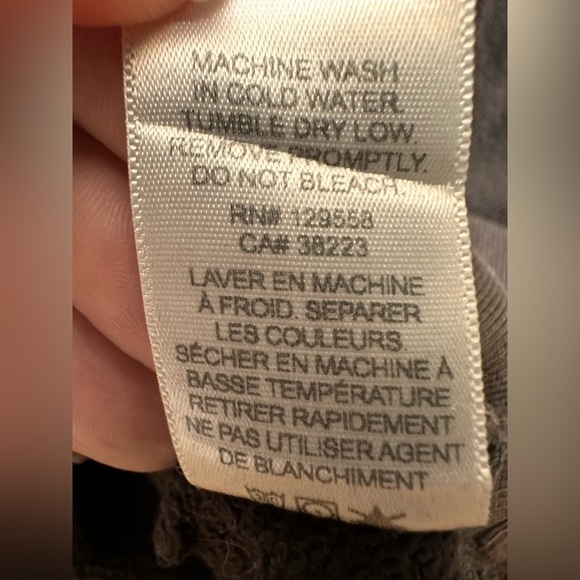 MACHINE WASH
IN COLD WATER.
TUMBLE DRY LOW.
REMOVE PROMPTLY.
DO NOT BLEACH.
RN# 129558
CA# 38223
LAVER EN MACHINE
À FROID. SEPARER
LES COULEURS
SÉCHER EN MACHINE À
BASSE TEMPÉRATURE
RETIRER RAPIDEMENT
NE PAS UTILISER AGENT
DE BLANCHIMENT